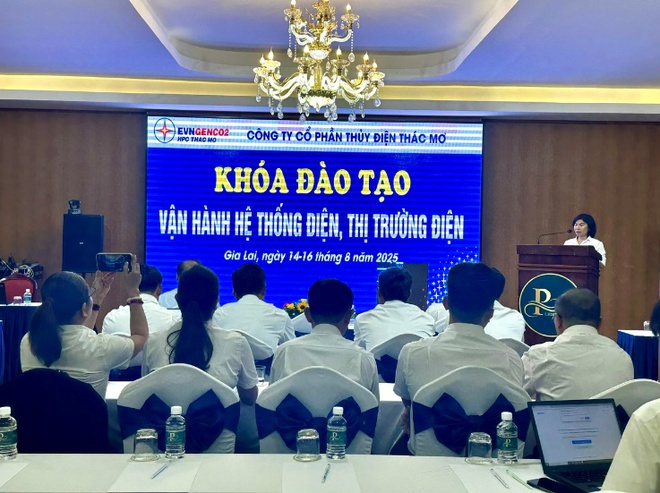 EVNGENCO2
HPC THÁC MƠ
CÔNG TY CỔ PHẦN THỦY ĐIỆN THÁC MƠ
KHÓA ĐÀO TẠO
VẬN HÀNH HỆ THỐNG ĐIỆN, THỊ TRƯỜNG ĐIỆN
Gia Lai, ngày 14-16 tháng 8 năm 2025
P